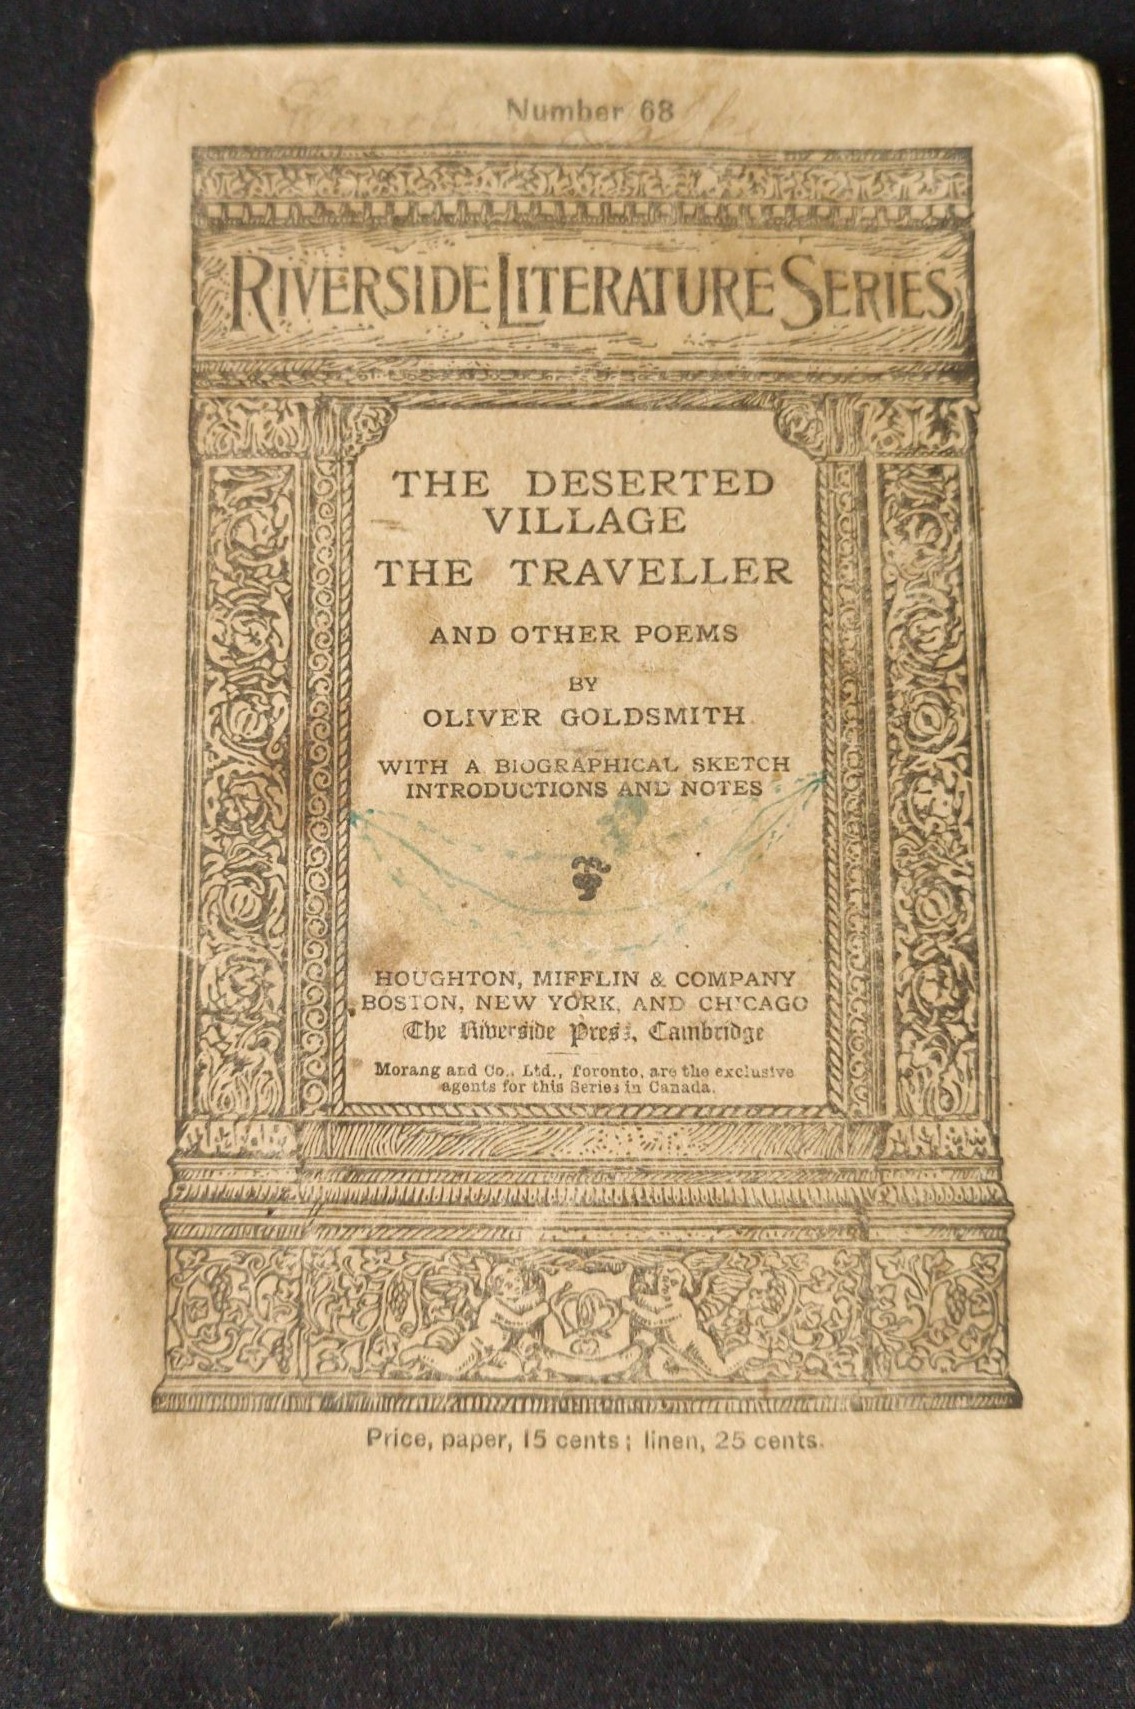 Number 68
RIVERSIDE LITERATURE SERIES
THE DESERTED
VILLAGE
THE TRAVELLER
AND OTHER POEMS
BY
OLIVER GOLDSMITH
WITH A BIOGRAPHICAL SKETCH
INTRODUCTIONS AND NOTES
HOUGHTON, MIFFLIN & COMPANY
BOSTON, NEW YORK, AND CHICAGO
The Riverside Press, Cambridge
Morang and Co., Ltd., Toronto, are the exclusive
agents for this Series in Canada.
Price, paper, 15 cents; linen, 25 cents.